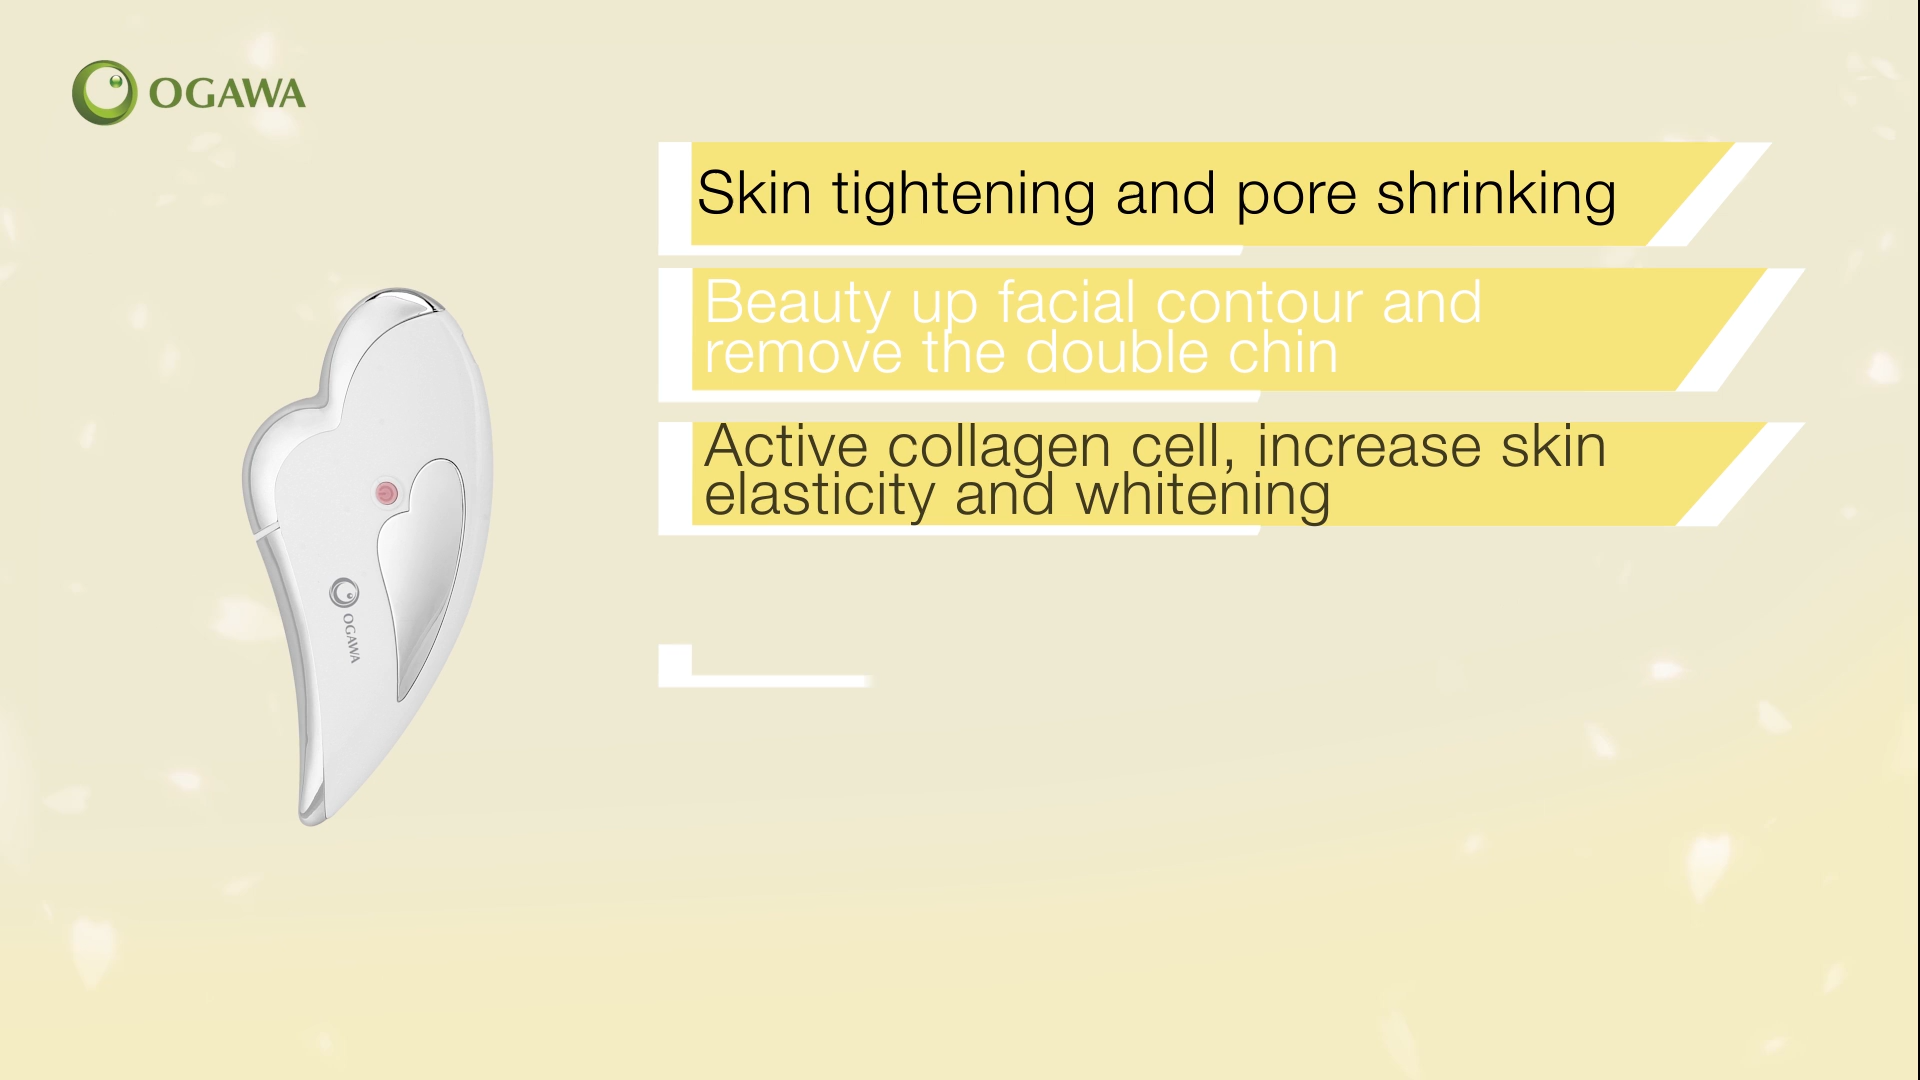 OGAWA
Skin tightening and pore shrinking
Beauty up facial contour and
remove the double chin
Active collagen cell, increase skin
elasticity and whitening
OGAWA